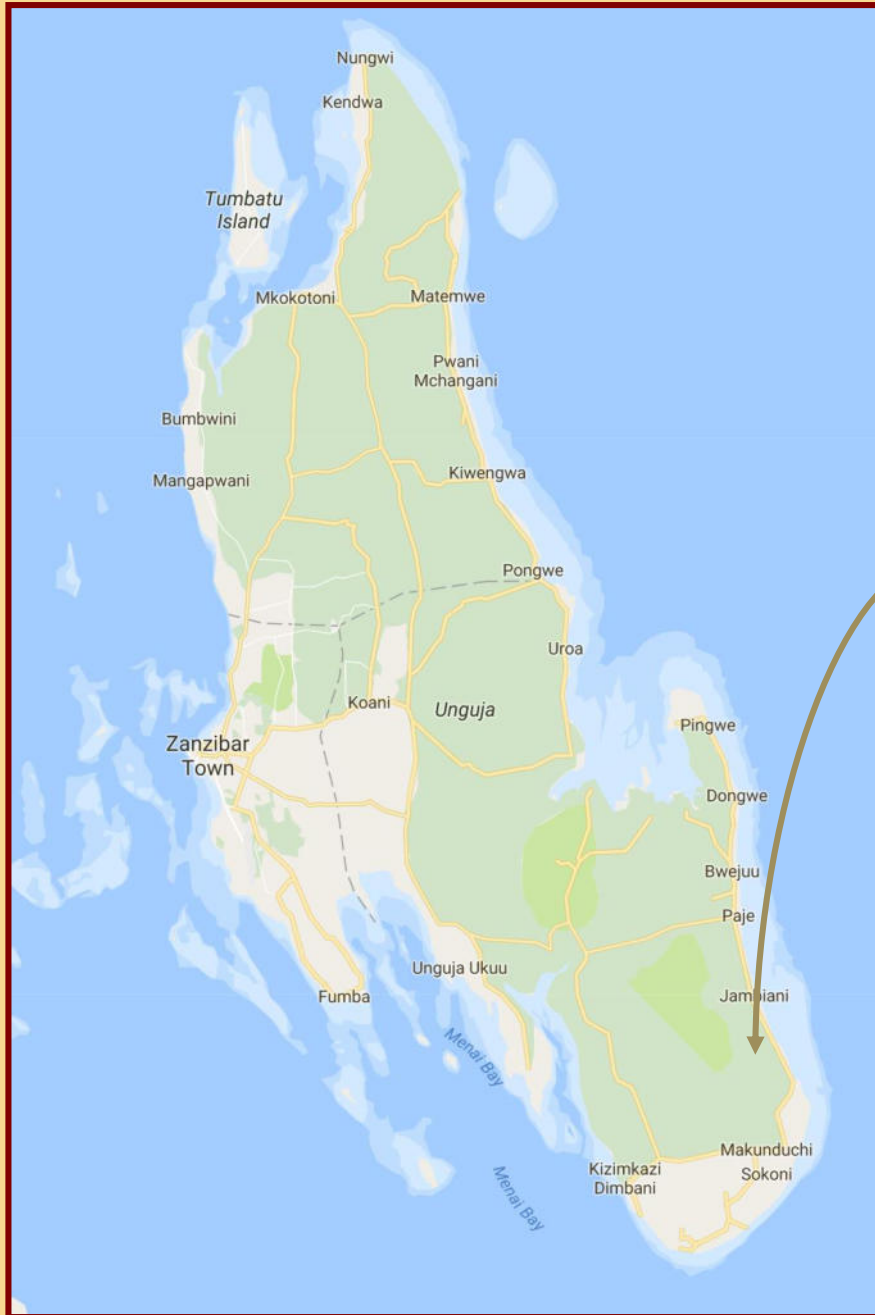 Nungwi
Kendwa
Tumbatu
Island
Mkokotoni
Matemwe
Pwani
Mchangani
Bumbwini
Mangapwani
Kiwengwa
Pongwe
Uroa
Koani
Unguja
Pingwe
Zanzibar
Town
Dongwe
Bwejuu
Paje
Unguja Ukuu
Fumba
Jambiani
Menai Bay
Makunduchi
Sokoni
Kizimkazi
Dimbani
Menai Bay